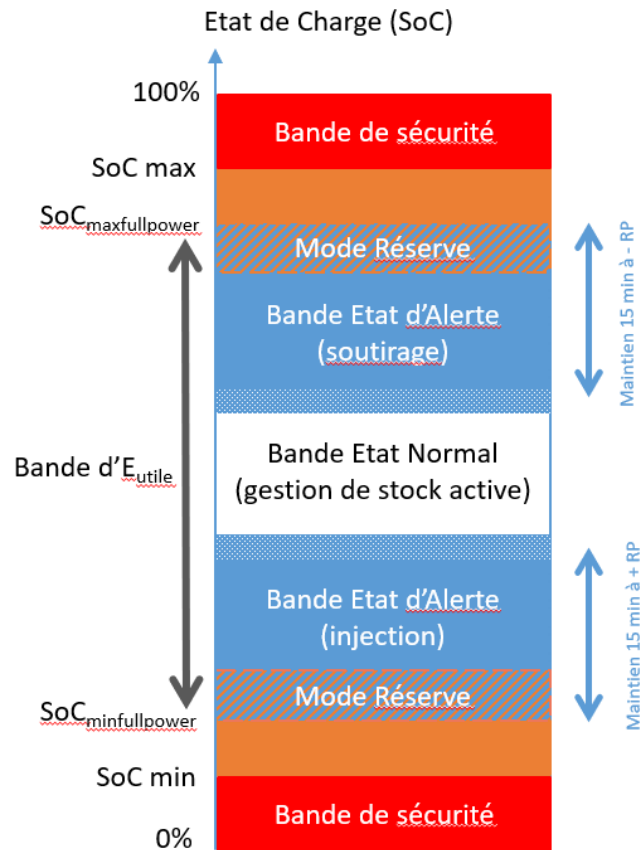 Etat de Charge (SoC)
100%
Bande de sécurité
SoC max
SoCmaxfullpower
Mode Réserve
Bande Etat d'Alerte
(soutirage)
Maintien 15 min à - RP
Bande Etat Normal
(gestion de stock active)
Bande d'Eutile
Bande Etat d'Alerte
(injection)
Maintien 15 min à + RP
Mode Réserve
SoCminfullpower
SoC min
Bande de sécurité
0%